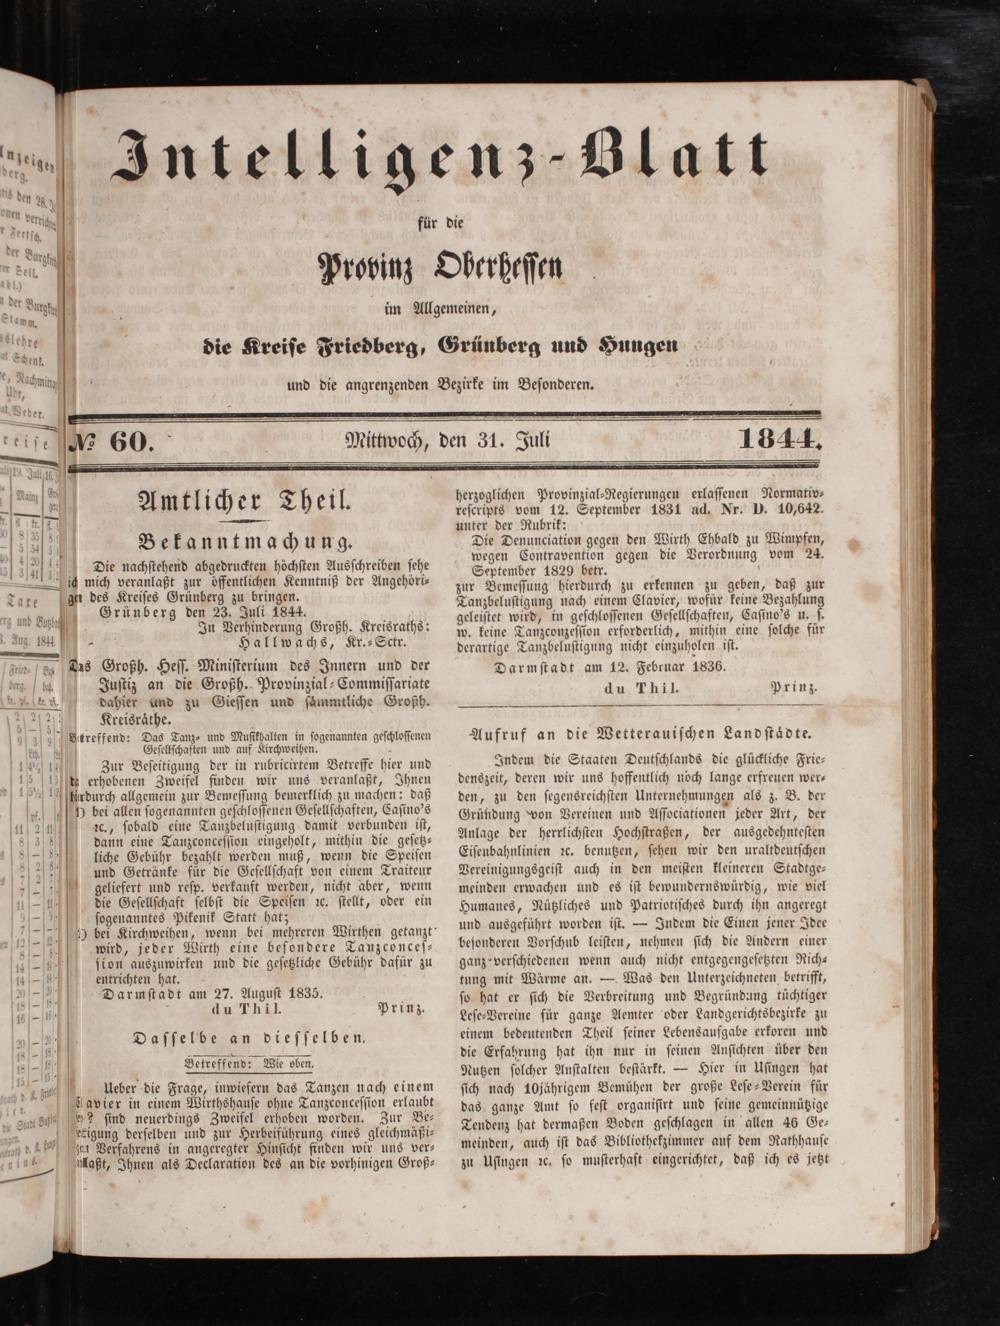 Intelligenz-Blatt
für die
Provinz Oberhessen
im Allgemeinen,
die Kreise Friedberg, Grünberg und Hungen
und die angrenzenden Bezirke im Besonderen.
№ 60. Mittwoch, den 31. Juli 1844.
Amtlicher Theil.
Bekanntmachung.
Die nachstehend abgedruckten höchsten Ausschreiben sehe
ich mich veranlaßt zur öffentlichen Kenntniß der Angehöri-
gen des Kreises Grünberg zu bringen.
Grünberg den 23. Juli 1844.
In Verhinderung Großh. Kreisraths:
Hallwachs, Kr.-Sctr.
Das Großh. Hess. Ministerium des Innern und der
Justiz an die Großh. Provinzial-Commissariate
dahier und zu Giessen und sämmtliche Großh.
Kreisräthe.
Betreffend: Das Tanz- und Musikhalten in sogenannten geschlossenen
Gesellschaften und auf Kirchweihen.
Zur Beseitigung der in rubricirtem Betreffe hier und
da erhobenen Zweifel finden wir uns veranlaßt, Ihnen
hierdurch allgemein zur Bemessung bemerklich zu machen: daß
1) bei allen sogenannten geschlossenen Gesellschaften, Casino's
ꝛc., sobald eine Tanzbelustigung damit verbunden ist,
dann eine Tanzconcession eingeholt, mithin die gesetz-
liche Gebühr bezahlt werden muß, wenn die Speisen
und Getränke für die Gesellschaft von einem Traiteur
geliefert und resp. verkauft werden, nicht aber, wenn
die Gesellschaft selbst die Speisen ꝛc. stellt, oder ein
sogenanntes Pikenik Statt hat;
2) bei Kirchweihen, wenn bei mehreren Wirthen getanzt
wird, jeder Wirth eine besondere Tanzconces-
sion auszuwirken und die gesetzliche Gebühr dafür zu
entrichten hat.
Darmstadt am 27. August 1835.
du Thil. Prinz.
Dasselbe an diesselben.
Betreffend: Wie oben.
Ueber die Frage, inwiefern das Tanzen nach einem
Clavier in einem Wirthshause ohne Tanzconcession erlaubt
sey? sind neuerdings Zweifel erhoben worden. Zur Be-
seitigung derselben und zur Herbeiführung eines gleichmäßi-
gen Verfahrens in angeregter Hinsicht finden wir uns ver-
anlaßt, Ihnen als Declaration des an die vorhinigen Groß-
herzoglichen Provinzial-Regierungen erlassenen Normativ-
rescripts vom 12. September 1831 ad. Nr. D. 10,642.
unter der Rubrik:
Die Denunciation gegen den Wirth Ehbald zu Wimpfen,
wegen Contravention gegen die Verordnung vom 24.
September 1829 betr.
zur Bemessung hierdurch zu erkennen zu geben, daß zur
Tanzbelustigung nach einem Clavier, wofür keine Bezahlung
geleistet wird, in geschlossenen Gesellschaften, Casino's u. s.
w. keine Tanzconzession erforderlich, mithin eine solche für
derartige Tanzbelustigung nicht einzuholen ist.
Darmstadt am 12. Februar 1836.
du Thil. Prinz.
Aufruf an die Wetterauischen Landstädte.
Indem die Staaten Deutschlands die glückliche Frie-
denszeit, deren wir uns hoffentlich noch lange erfreuen wer-
den, zu den segensreichsten Unternehmungen als z. B. der
Gründung von Vereinen und Associationen jeder Art, der
Anlage der herrlichsten Hochstraßen, der ausgedehntesten
Eisenbahnlinien ꝛc. benutzen, sehen wir den uraltdeutschen
Vereinigungsgeist auch in den meisten kleineren Stadtge-
meinden erwachen und es ist bewundernswürdig, wie viel
Humanes, Nützliches und Patriotisches durch ihn angeregt
und ausgeführt worden ist. — Indem die Einen jener Idee
besonderen Vorschub leisten, nehmen sich die Andern einer
ganz verschiedenen wenn auch nicht entgegengesetzten Rich-
tung mit Wärme an. — Was den Unterzeichneten betrifft,
so hat er sich die Verbreitung und Begründung tüchtiger
Lese-Vereine für ganze Aemter oder Landgerichtsbezirke zu
einem bedeutenden Theil seiner Lebensaufgabe erkoren und
die Erfahrung hat ihn nur in seinen Ansichten über den
Nutzen solcher Anstalten bestärkt. — Hier in Usingen hat
sich nach 10jährigem Bemühen der große Lese-Verein für
das ganze Amt so fest organisirt und seine gemeinnützige
Tendenz hat dermaßen Boden geschlagen in allen 46 Ge-
meinden, auch ist das Bibliothekzimmer auf dem Rathhause
zu Usingen ꝛc. so musterhaft eingerichtet, daß ich es jetzt